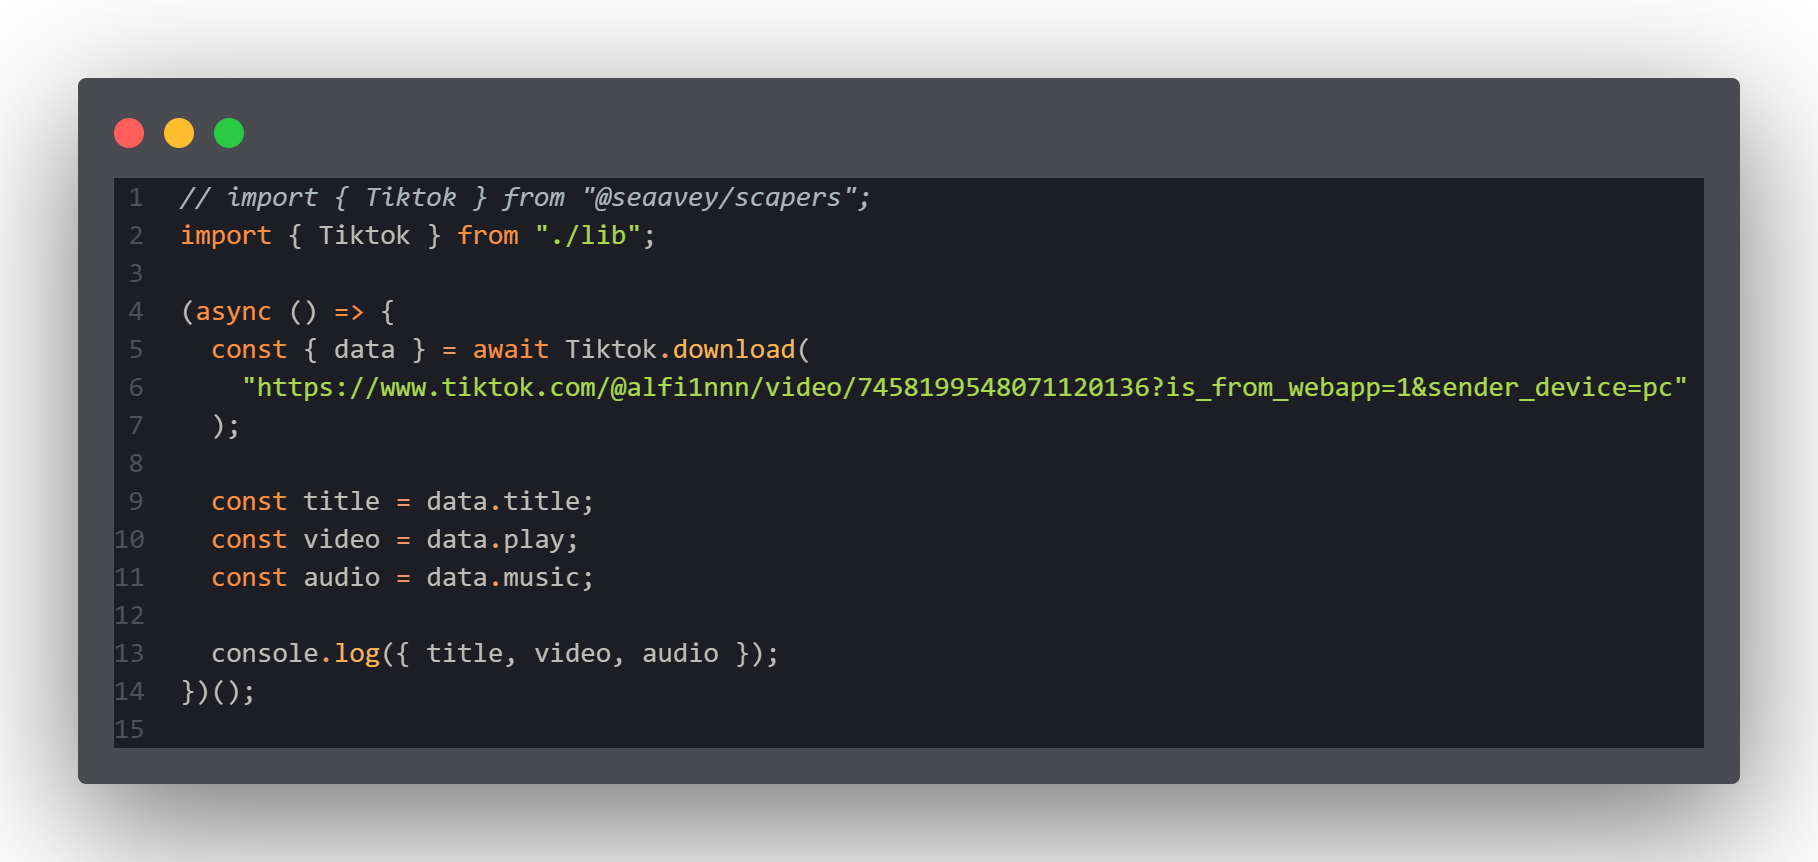 1 // import { Tiktok } from "@seaavey/scapers";
2 import { Tiktok } from "./lib";
3
4 (async () => {
5   const { data } = await Tiktok.download(
6     "https://www.tiktok.com/@alfi1nnn/video/7458199548071120136?is_from_webapp=1&sender_device=pc"
7   );
8
9   const title = data.title;
10   const video = data.play;
11   const audio = data.music;
12
13   console.log({ title, video, audio });
14 })();
15